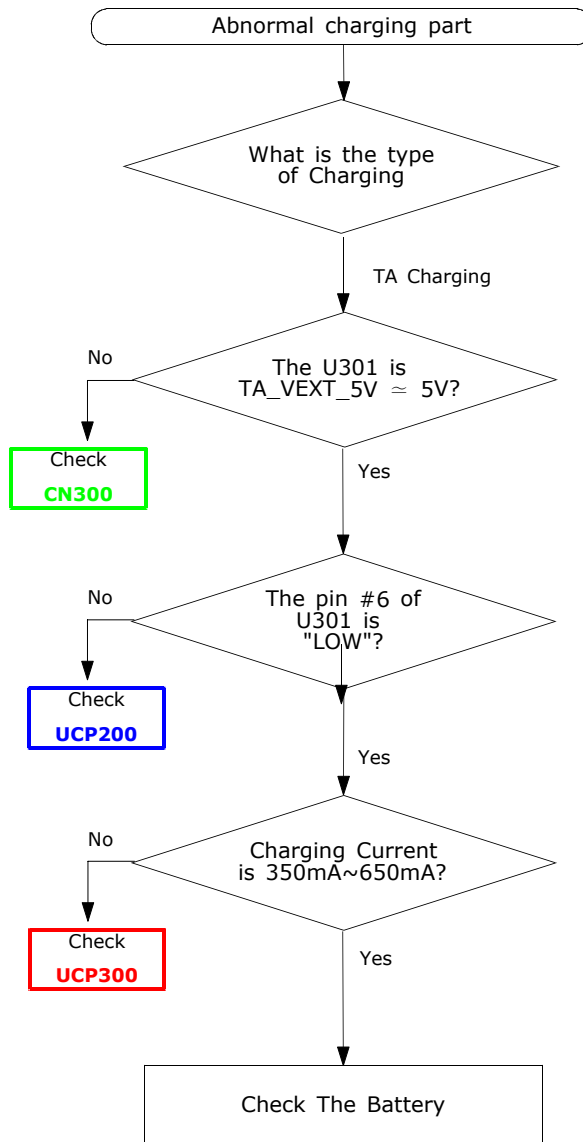 Abnormal charging part
What is the type
of Charging
TA Charging
No
The U301 is
TA_VEXT_5V ≃ 5V?
Check
CN300
Yes
No
The pin #6 of
U301 is
"LOW"?
Check
UCP200
Yes
No
Charging Current
is 350mA~650mA?
Check
UCP300
Yes
Check The Battery